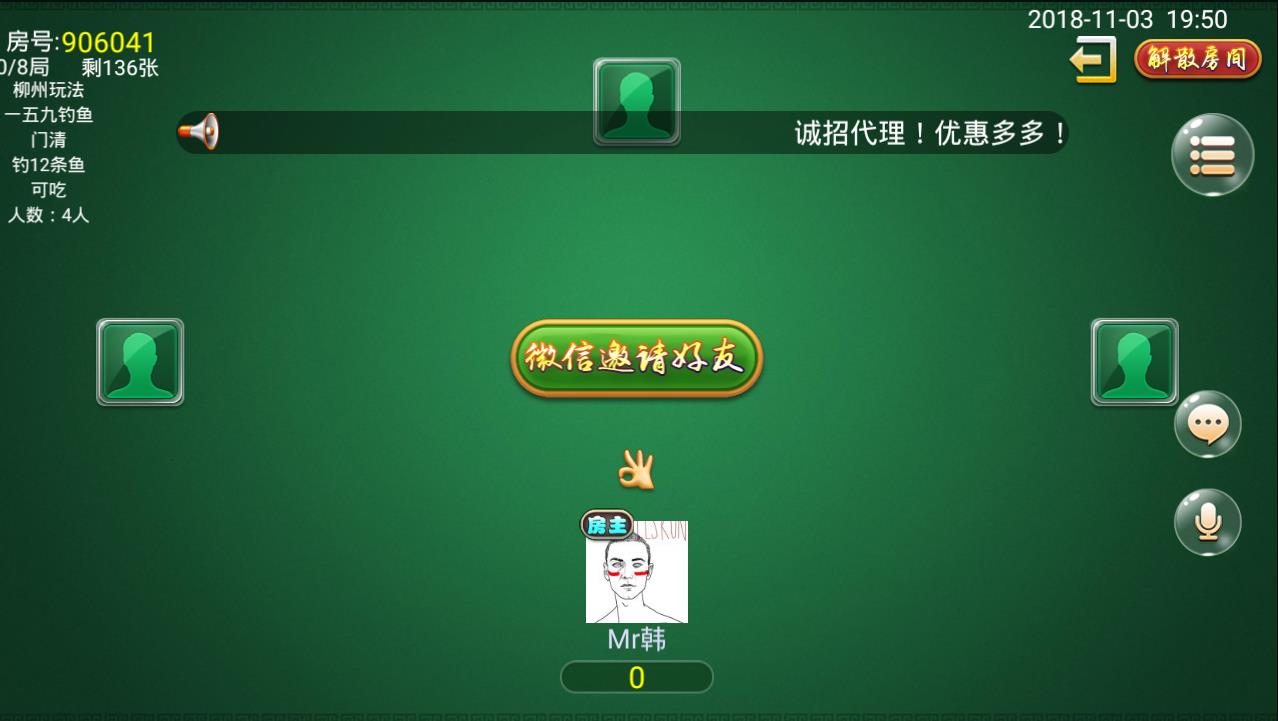 2018-11-03 19:50
房号:906041
0/8局 剩136张
解散房间
柳州玩法
一五九钓鱼
门清
钓12条鱼
可吃
人数：4人
诚招代理！优惠多多！
微信邀请好友
房主
Mr韩
0